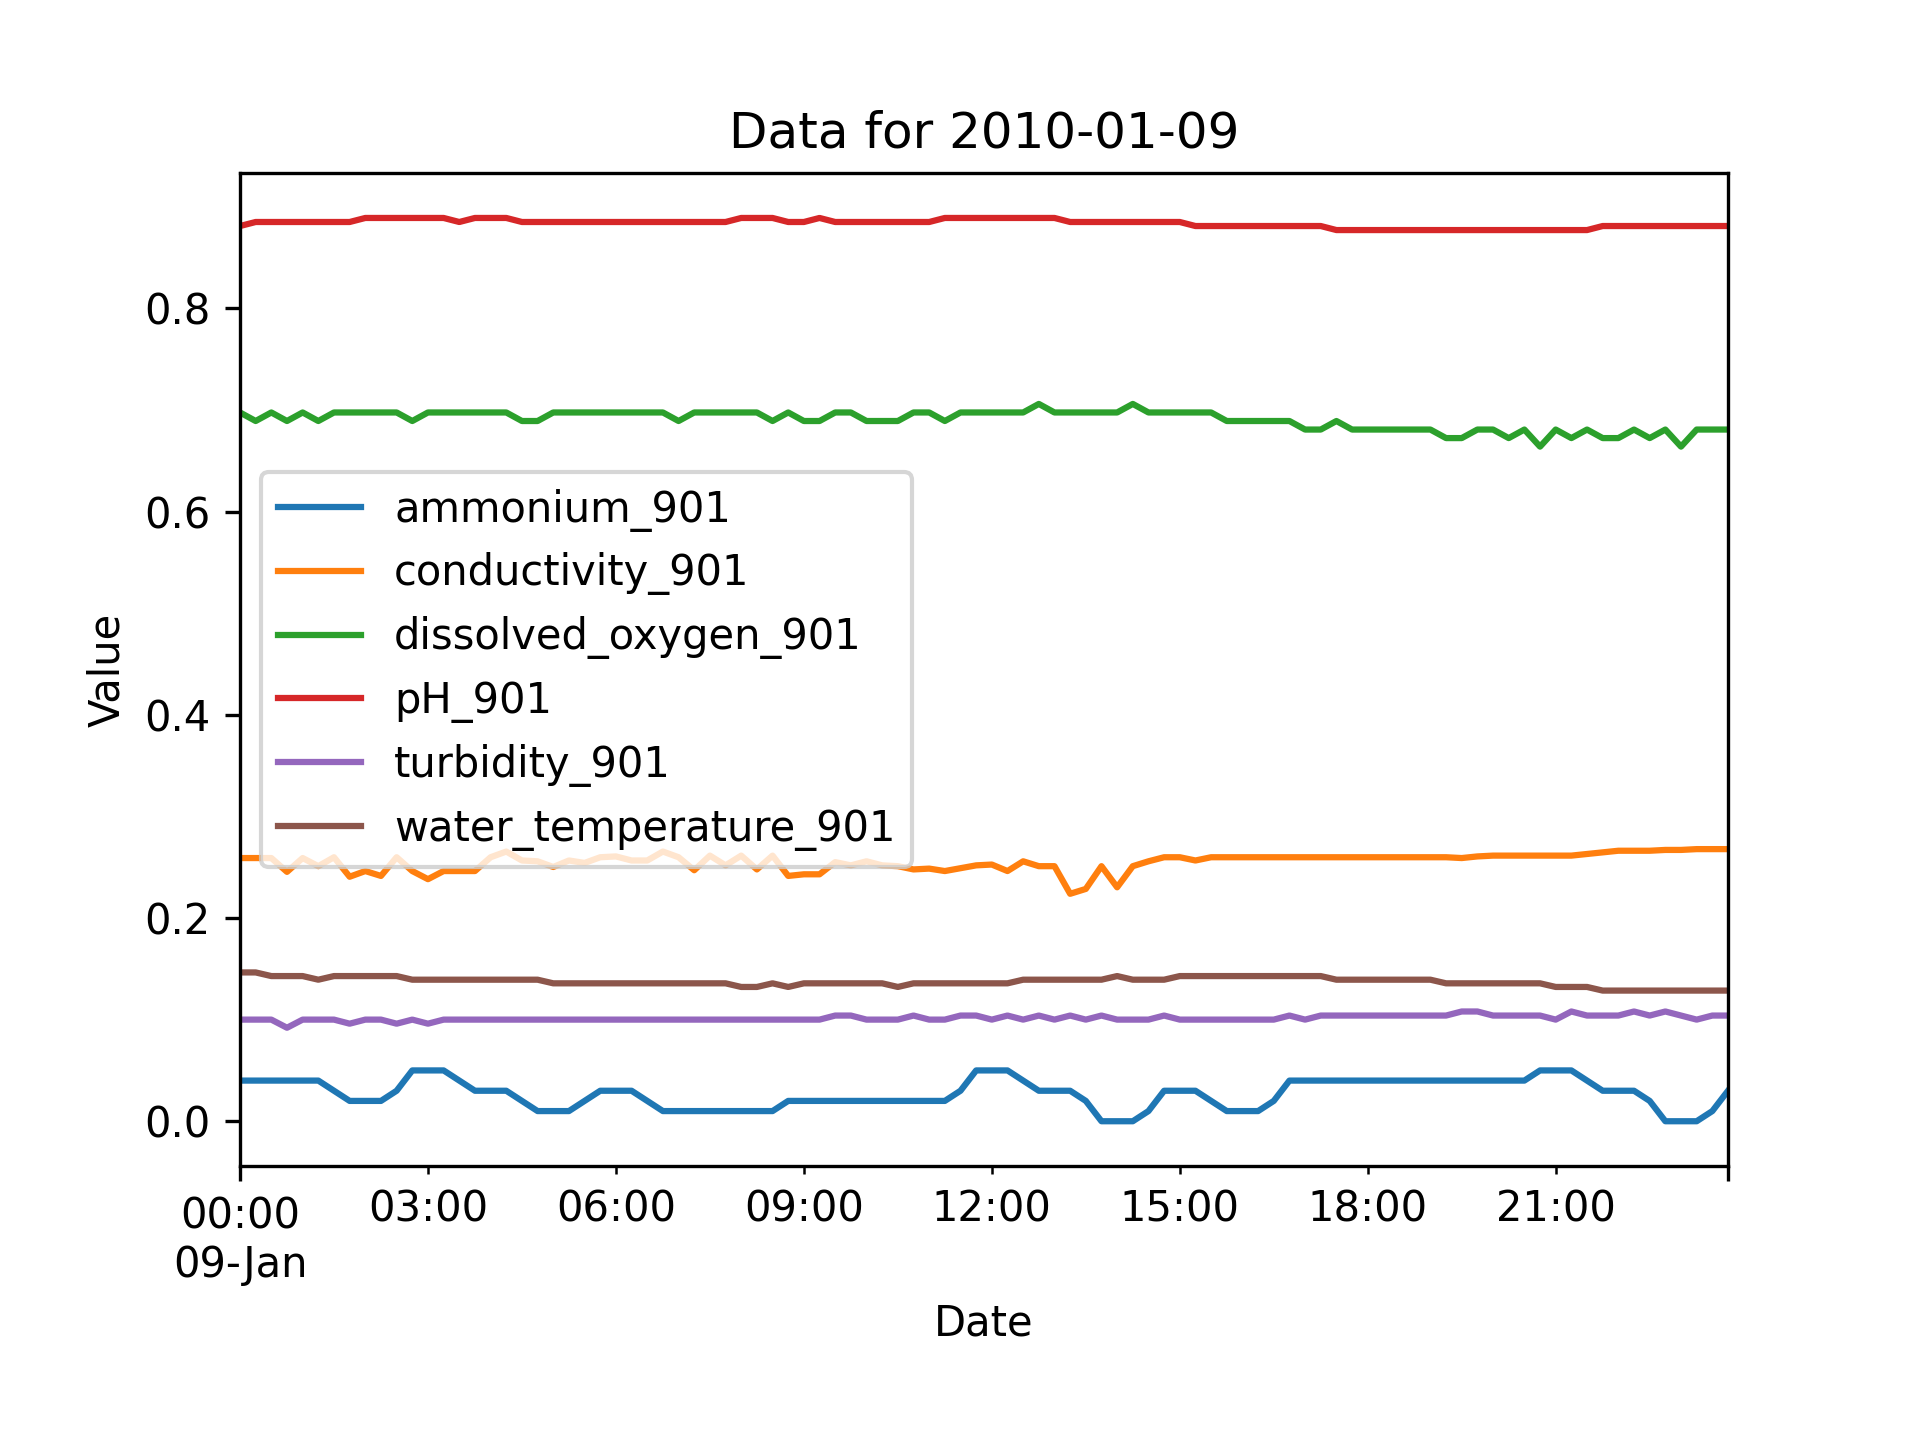 Data for 2010-01-09
Value
0.8
0.6
0.4
0.2
0.0
ammonium_901
conductivity_901
dissolved_oxygen_901
pH_901
turbidity_901
water_temperature_901
00:00 03:00 06:00 09:00 12:00 15:00 18:00 21:00
09-Jan
Date